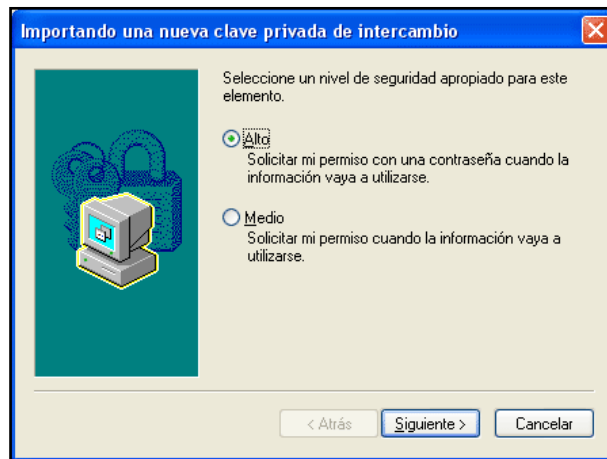 Importando una nueva clave privada de intercambio
Seleccione un nivel de seguridad apropiado para este
elemento.
Alto
Solicitar mi permiso con una contraseña cuando la
información vaya a utilizarse.
Medio
Solicitar mi permiso cuando la información vaya a
utilizarse.
< Atrás
Siguiente >
Cancelar